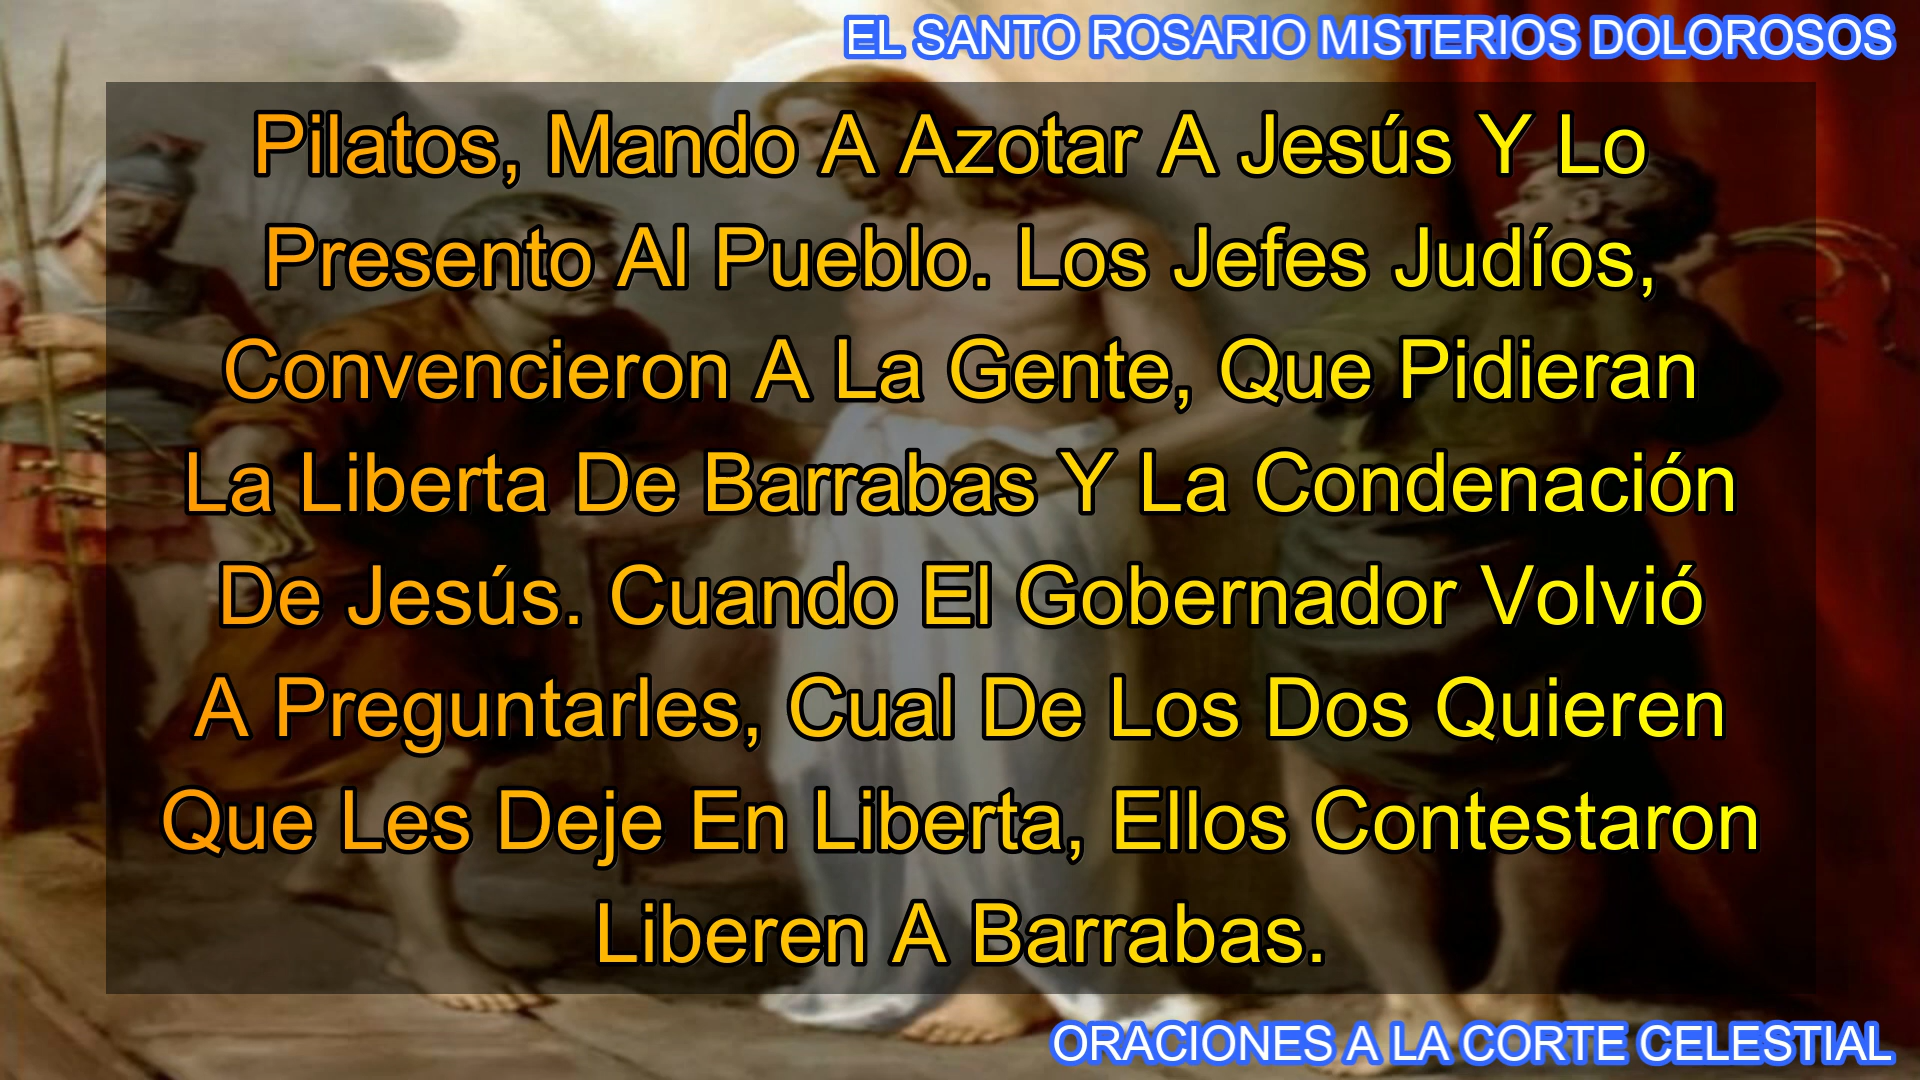 EL SANTO ROSARIO MISTERIOS DOLOROSOS
Pilatos, Mando A Azotar A Jesús Y Lo
Presento Al Pueblo. Los Jefes Judíos,
Convencieron A La Gente, Que Pidieran
La Liberta De Barrabas Y La Condenación
De Jesús. Cuando El Gobernador Volvió
A Preguntarles, Cual De Los Dos Quieren
Que Les Deje En Liberta, Ellos Contestaron
Liberen A Barrabas.
ORACIONES A LA CORTE CELESTIAL